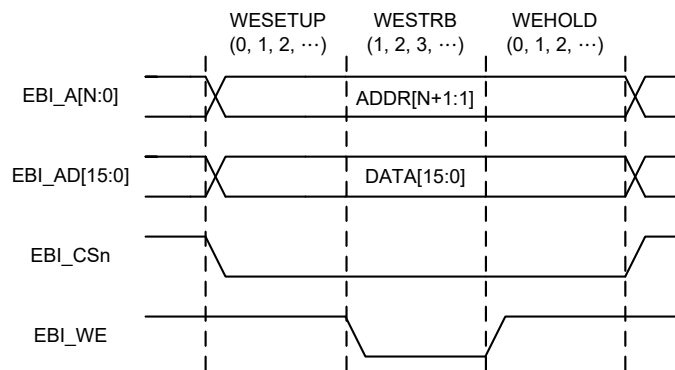 WESETUP WESTRB WEHOLD
(0, 1, 2, ⋯) (1, 2, 3, ⋯) (0, 1, 2, ⋯)
EBI_A[N:0] ADDR[N+1:1]
EBI_AD[15:0] DATA[15:0]
EBI_CSn
EBI_WE